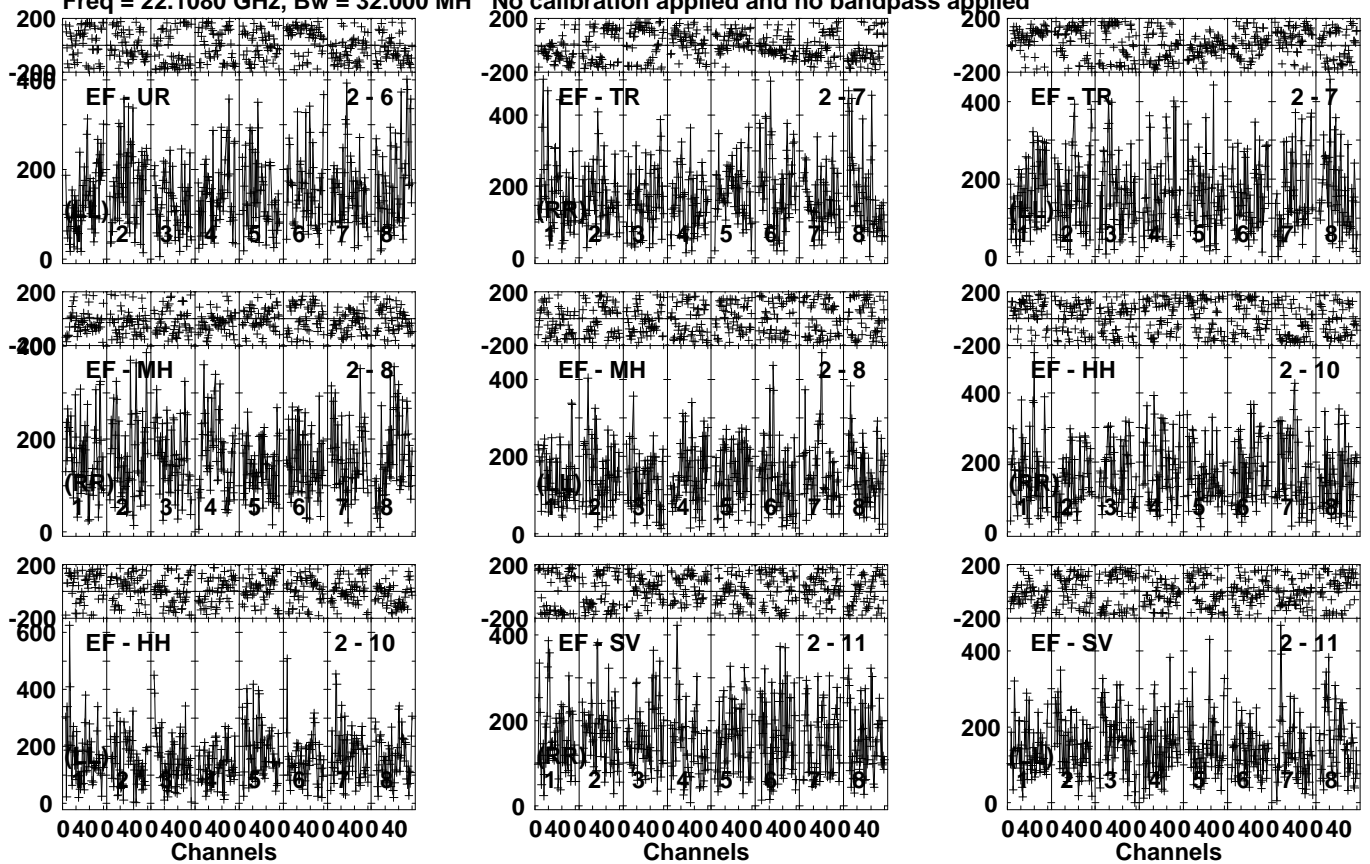 Freq = 22.1080 GHz, Bw = 32.000 MH No calibration applied and no bandpass applied
200 200 200
-200 -200 -200
400
EF - UR 2 - 6 EF - TR 2 - 7 EF - TR 2 - 7
400 400
200 200 200
(LL) (RR) (LL)
1 2 3 4 5 6 7 8 1 2 3 4 5 6 7 8 1 2 3 4 5 6 7 8
0 0 0
200 200 200
-200 -200 -200
400
EF - MH 2 - 8 EF - MH 2 - 8 EF - HH 2 - 10
400 400
200 200 200
(RR) (LL) (RR)
1 2 3 4 5 6 7 8 1 2 3 4 5 6 7 8 1 2 3 4 5 6 7 8
0 0 0
200 200 200
-200 -200 -200
600
EF - HH 2 - 10 EF - SV 2 - 11 EF - SV 2 - 11
400 400 400
200 200 200
(LL) (RR) (LL)
1 2 3 4 5 6 7 8 1 2 3 4 5 6 7 8 1 2 3 4 5 6 7 8
0 0 0
0 40 0 40 0 40 0 40 0 40 0 40 0 40 0 40 0 40 0 40 0 40 0 40 0 40 0 40 0 40 0 40 0 40 0 40 0 40 0 40 0 40 0 40 0 40 0 40
Channels Channels Channels